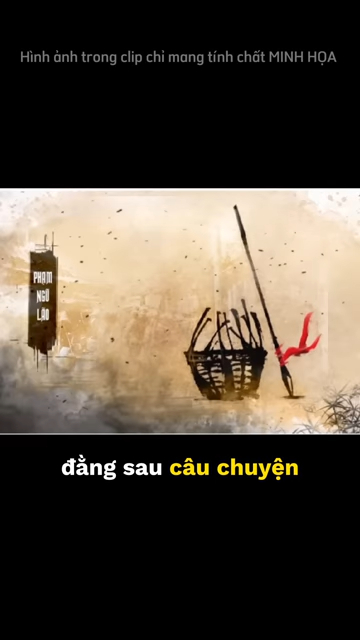 Hình ảnh trong clip chỉ mang tính chất MINH HỌA
PHẠM
NGŨ
LÃO
đằng sau câu chuyện